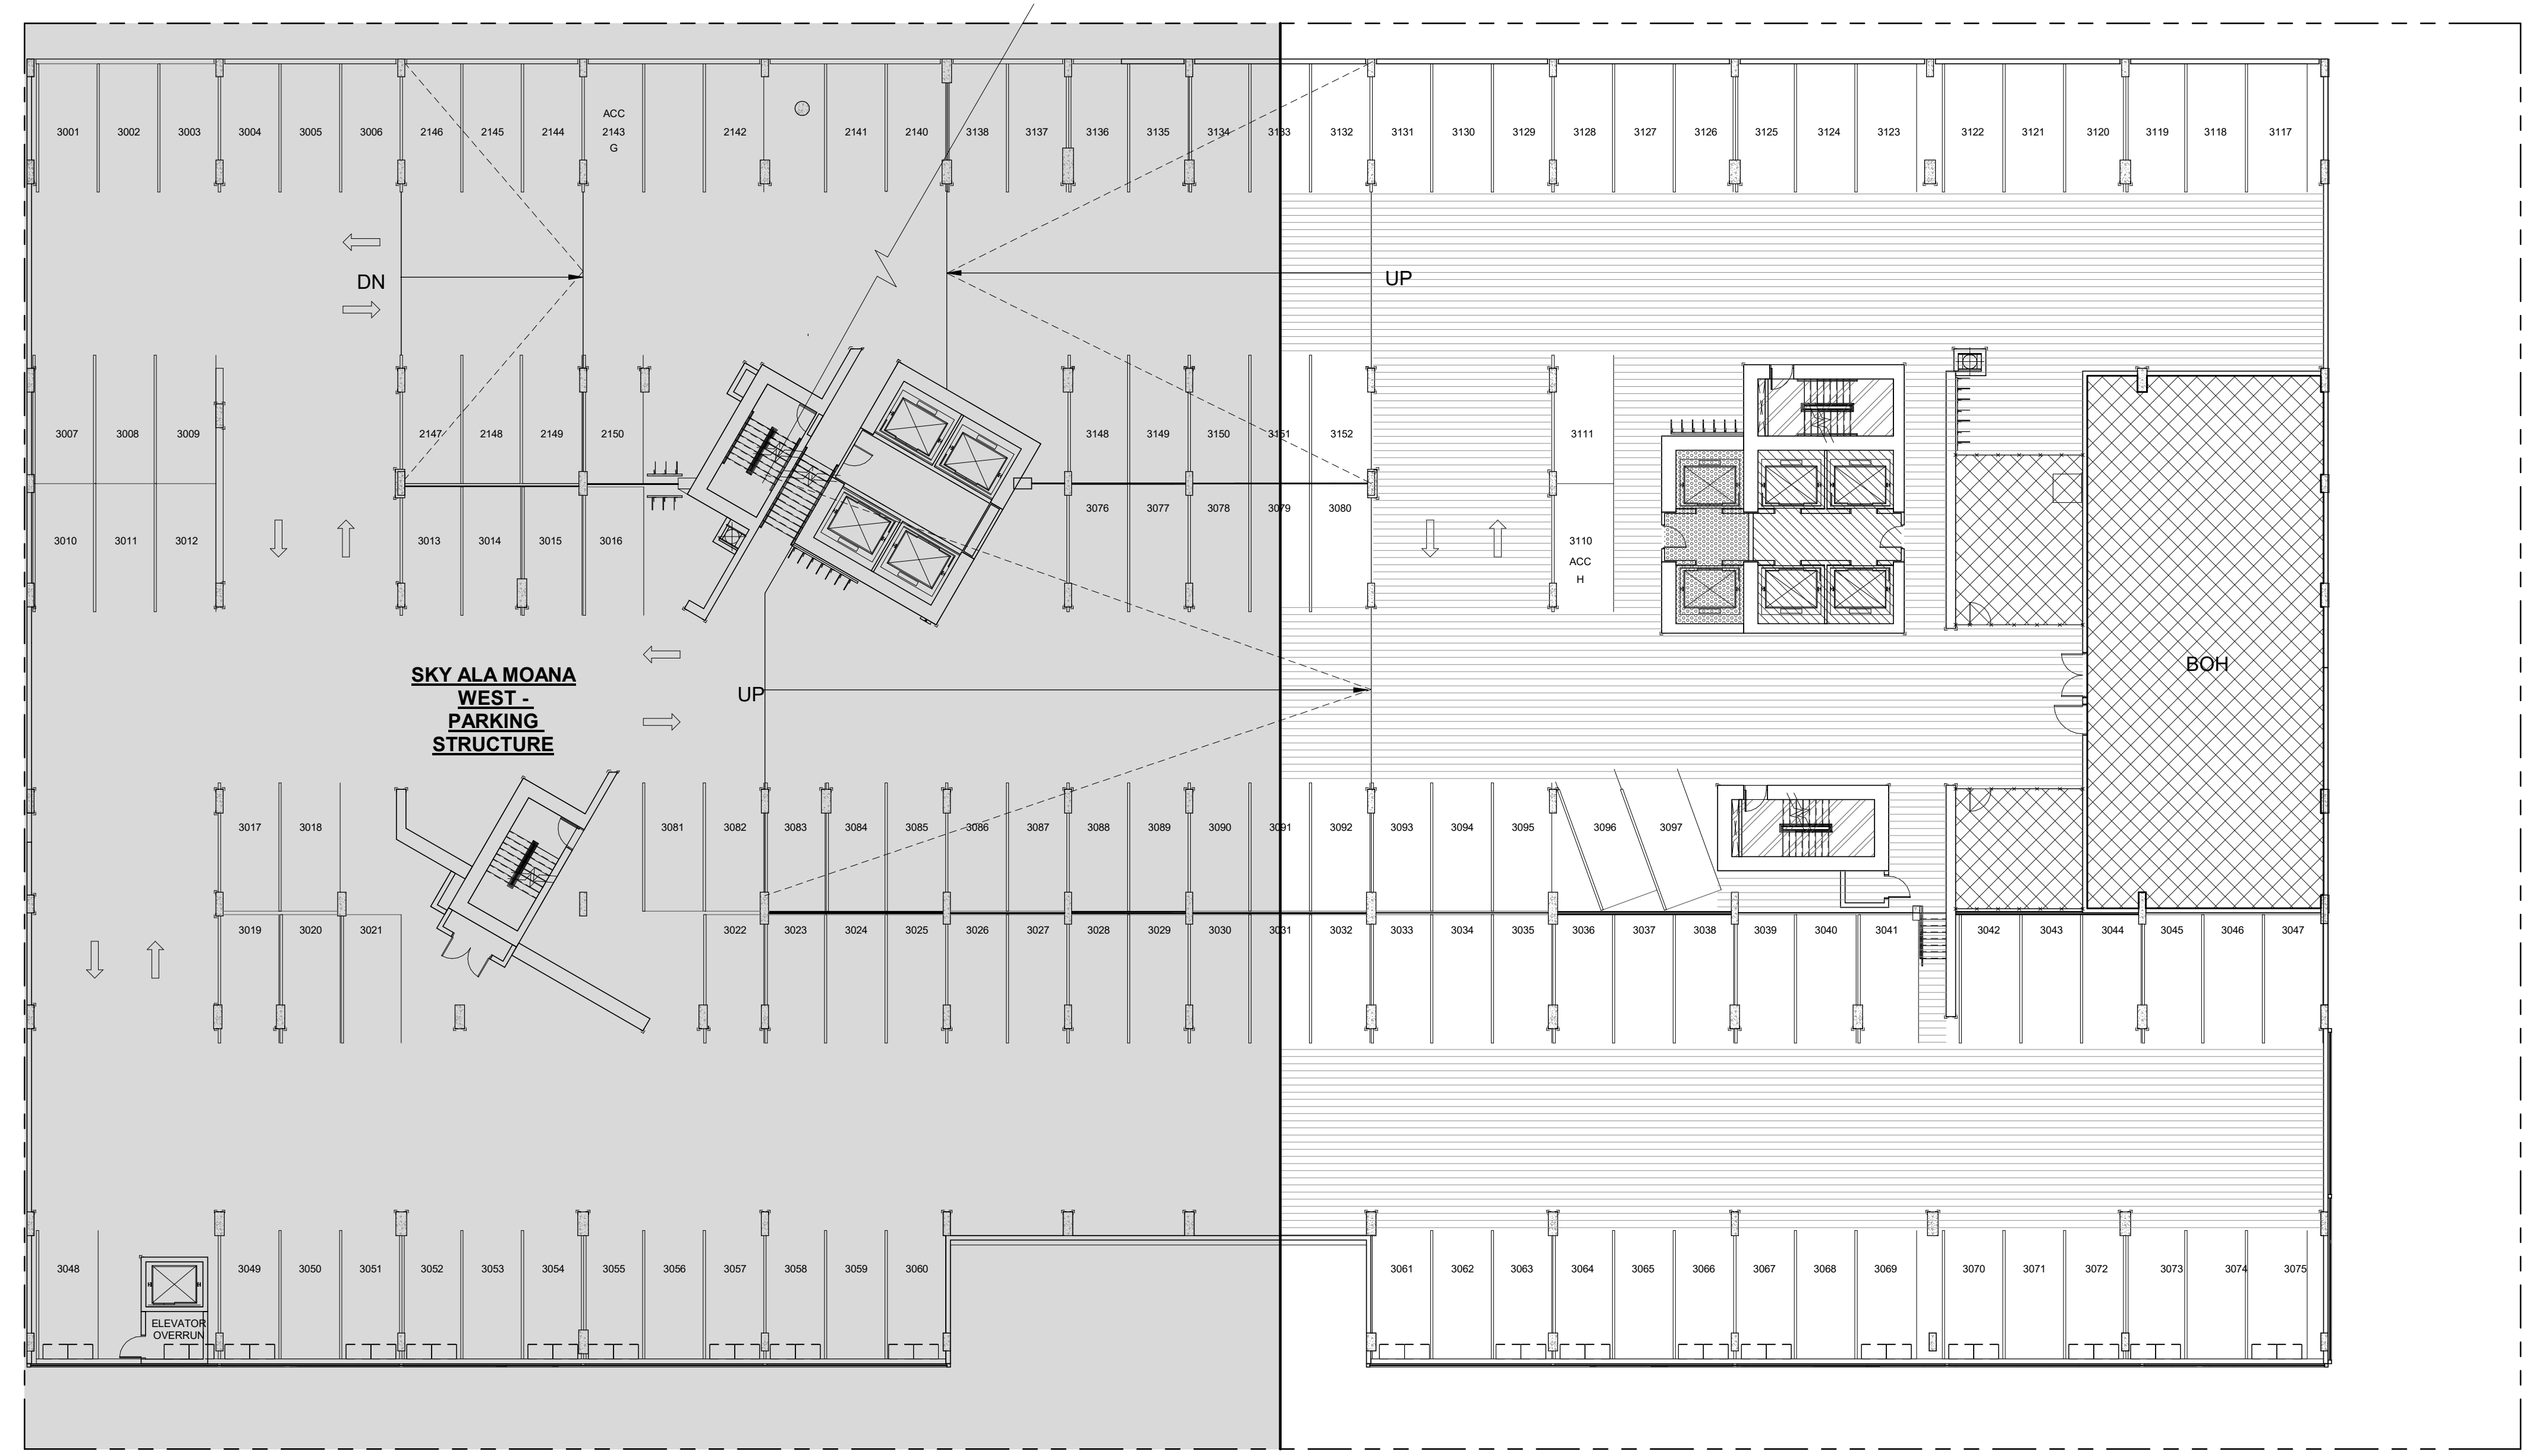 3001 3002 3003 3004 3005 3006 2146 2145 2144 ACC 2143 G 2142 2141 2140 3138 3137 3136 3135 3134 3133 3132 3131 3130 3129 3128 3127 3126 3125 3124 3123 3122 3121 3120 3119 3118 3117
DN UP
3007 3008 3009 2147 2148 2149 2150 3148 3149 3150 3151 3152 3111
3076 3077 3078 3079 3080
3010 3011 3012 3013 3014 3015 3016 3110
ACC
H
BOH
SKY ALA MOANA
WEST -
PARKING
STRUCTURE
UP
3017 3018 3081 3082 3083 3084 3085 3086 3087 3088 3089 3090 3091 3092 3093 3094 3095 3096 3097
3019 3020 3021 3022 3023 3024 3025 3026 3027 3028 3029 3030 3031 3032 3033 3034 3035 3036 3037 3038 3039 3040 3041 3042 3043 3044 3045 3046 3047
3048 3049 3050 3051 3052 3053 3054 3055 3056 3057 3058 3059 3060 3061 3062 3063 3064 3065 3066 3067 3068 3069 3070 3071 3072 3073 3074 3075
ELEVATOR
OVERRUN